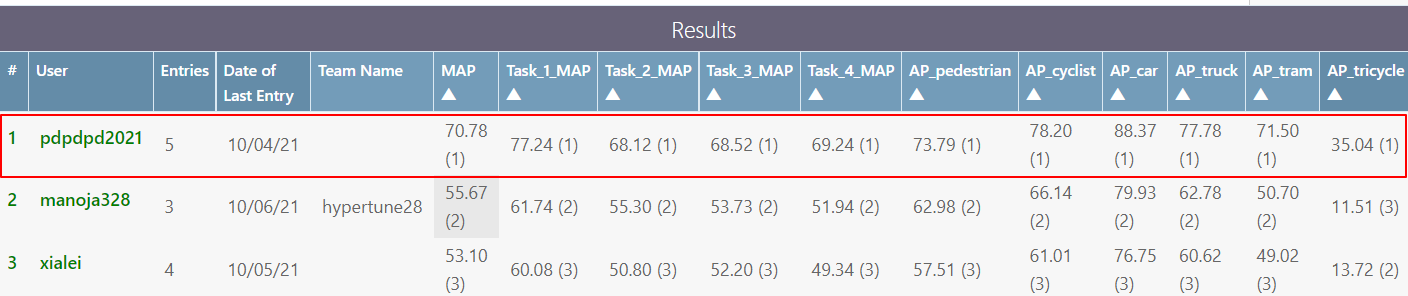 Results
# User Entries Date of Last Entry Team Name MAP ▲ Task_1_MAP ▲ Task_2_MAP ▲ Task_3_MAP ▲ Task_4_MAP ▲ AP_pedestrian ▲ AP_cyclist ▲ AP_car ▲ AP_truck ▲ AP_tram ▲ AP_tricycle ▲
1 pdpdpd2021 5 10/04/21 70.78 (1) 77.24 (1) 68.12 (1) 68.52 (1) 69.24 (1) 73.79 (1) 78.20 (1) 88.37 (1) 77.78 (1) 71.50 (1) 35.04 (1)
2 manoja328 3 10/06/21 hypertune28 55.67 (2) 61.74 (2) 55.30 (2) 53.73 (2) 51.94 (2) 62.98 (2) 66.14 (2) 79.93 (2) 62.78 (2) 50.70 (2) 11.51 (3)
3 xialei 4 10/05/21 53.10 (3) 60.08 (3) 50.80 (3) 52.20 (3) 49.34 (3) 57.51 (3) 61.01 (3) 76.75 (3) 60.62 (3) 49.02 (3) 13.72 (2)